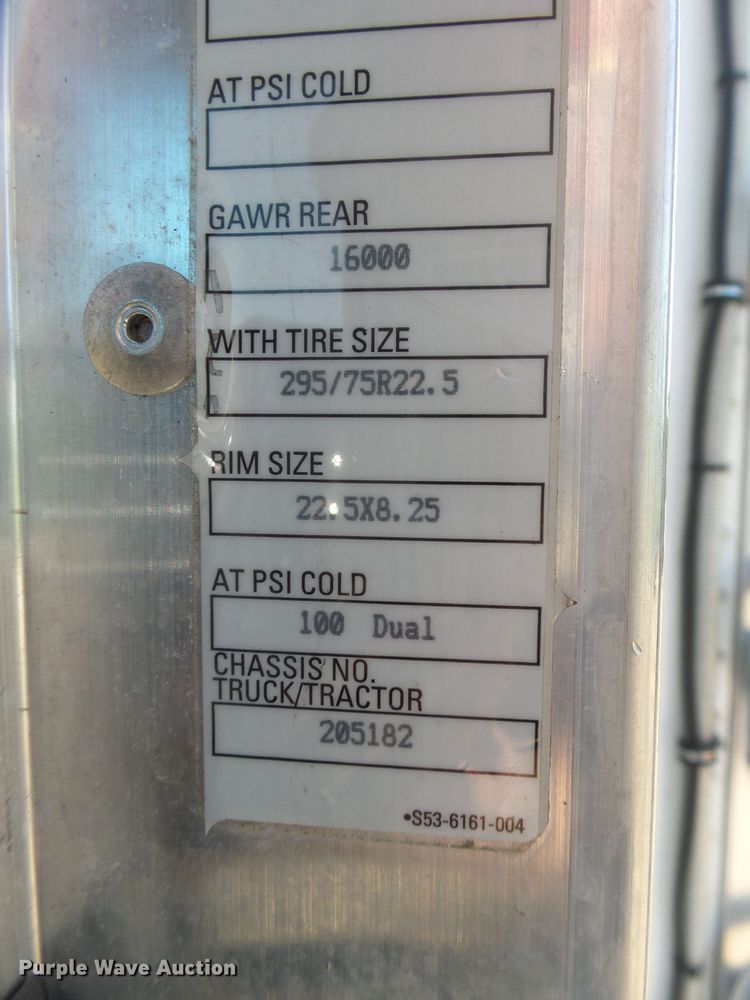 AT PSI COLD
GAWR REAR
16000
WITH TIRE SIZE
295/75R22.5
RIM SIZE
22.5X8.25
AT PSI COLD
100 Dual
CHASSIS NO.
TRUCK/TRACTOR
205182
•S53-6161-004
Purple Wave Auction